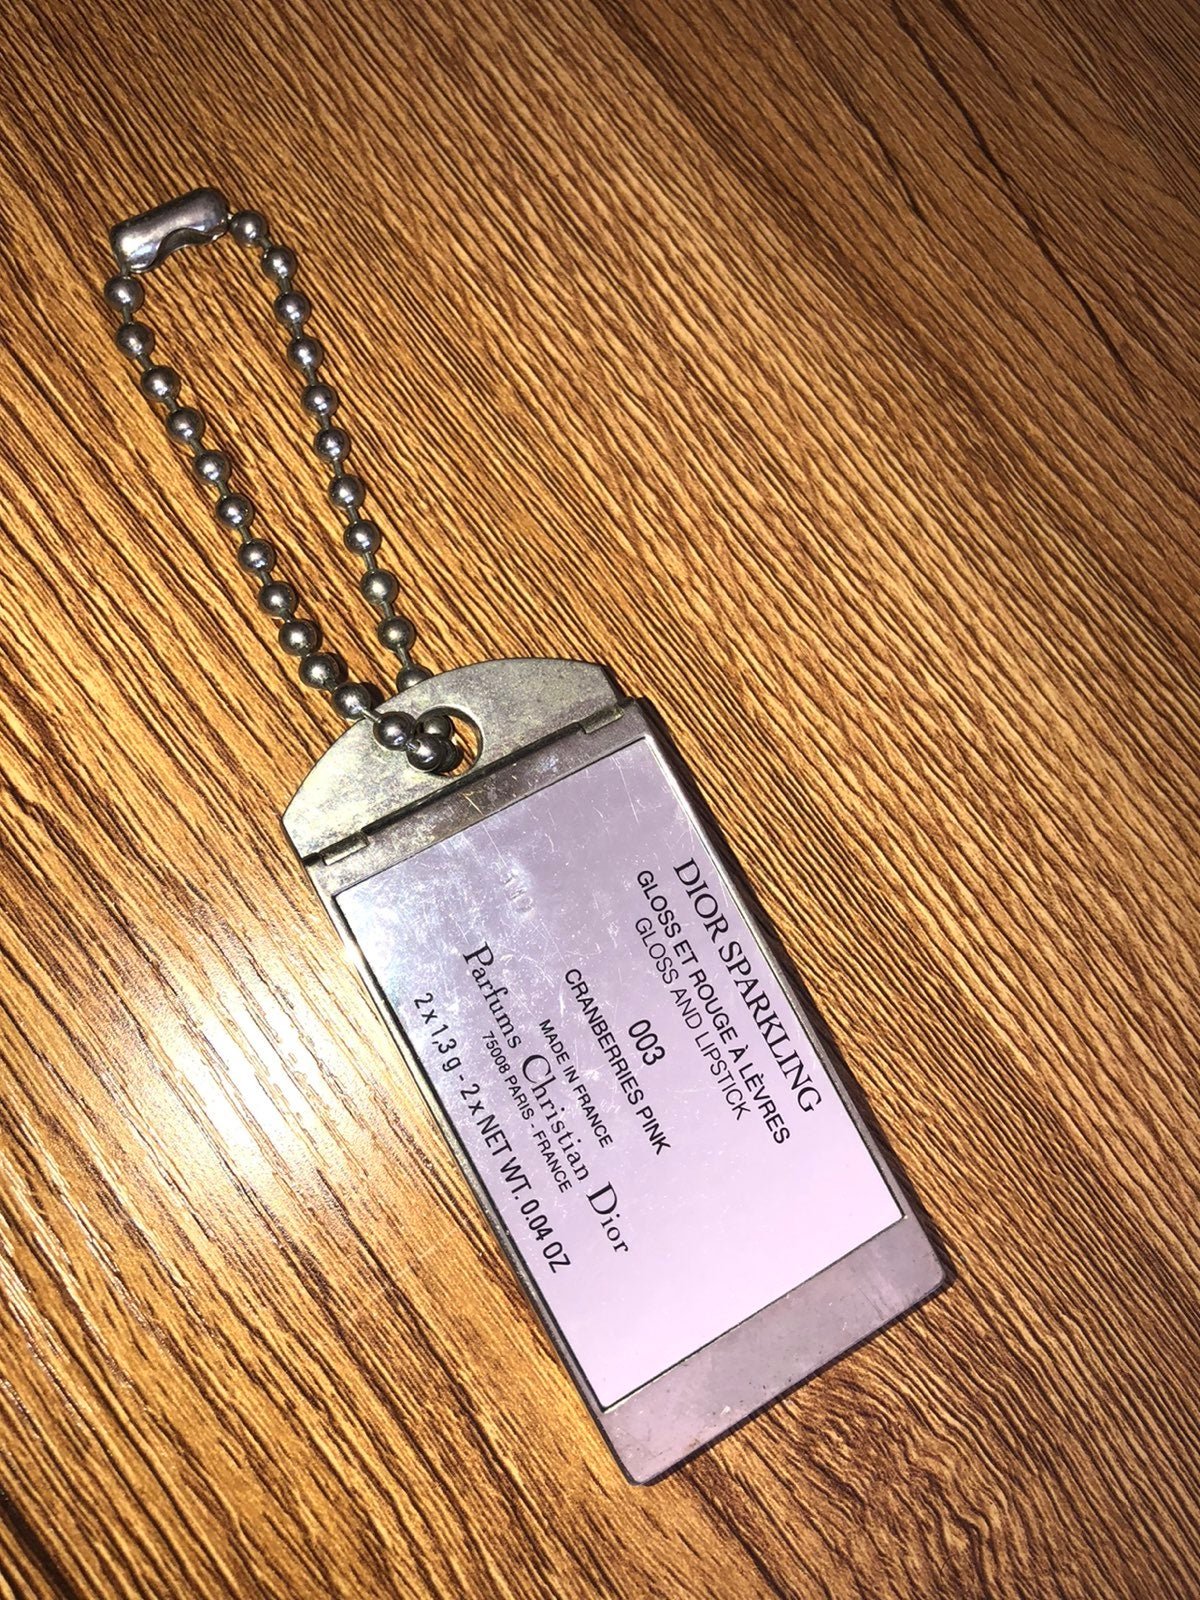 DIOR SPARKLING
GLOSS ET ROUGE À LÈVRES
GLOSS AND LIPSTICK
003
CRANBERRIES PINK
MADE IN FRANCE
Parfums Christian Dior
75008 PARIS - FRANCE
2 x 1,3 g - 2 x NET WT. 0.04 OZ